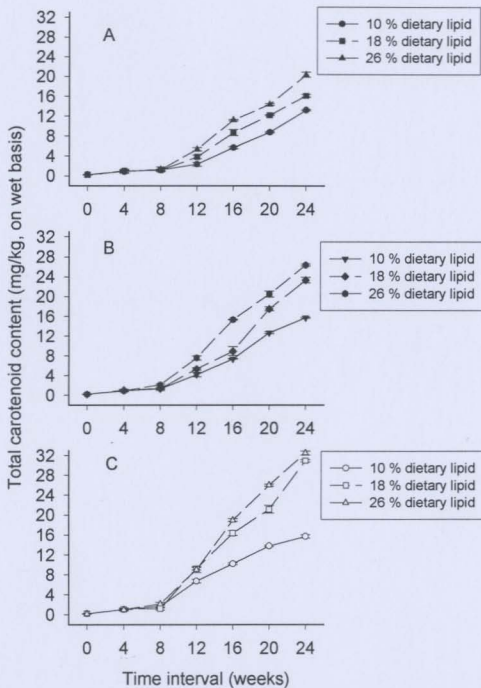 Total carotenoid content (mg/kg, on wet basis)
A
32
28
24
20
16
12
8
4
0
0 4 8 12 16 20 24
10 % dietary lipid
18 % dietary lipid
26 % dietary lipid
B
32
28
24
20
16
12
8
4
0
0 4 8 12 16 20 24
10 % dietary lipid
18 % dietary lipid
26 % dietary lipid
C
32
28
24
20
16
12
8
4
0
0 4 8 12 16 20 24
10 % dietary lipid
18 % dietary lipid
26 % dietary lipid
Time interval (weeks)